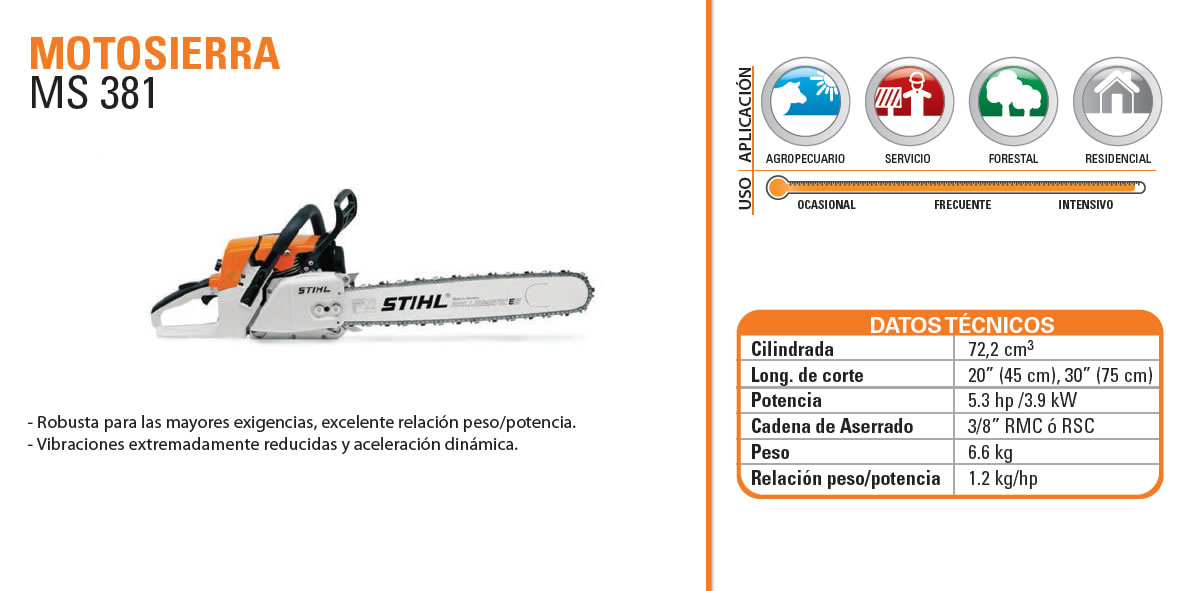 MOTOSIERRA
MS 381
STIHL
STIHL
- Robusta para las mayores exigencias, excelente relación peso/potencia.
- Vibraciones extremadamente reducidas y aceleración dinámica.
APLICACIÓN
AGROPECUARIO SERVICIO FORESTAL RESIDENCIAL
USO
OCASIONAL FRECUENTE INTENSIVO
DATOS TÉCNICOS
Cilindrada 72,2 cm³
Long. de corte 20” (45 cm), 30” (75 cm)
Potencia 5.3 hp /3.9 kW
Cadena de Aserrado 3/8” RMC ó RSC
Peso 6.6 kg
Relación peso/potencia 1.2 kg/hp